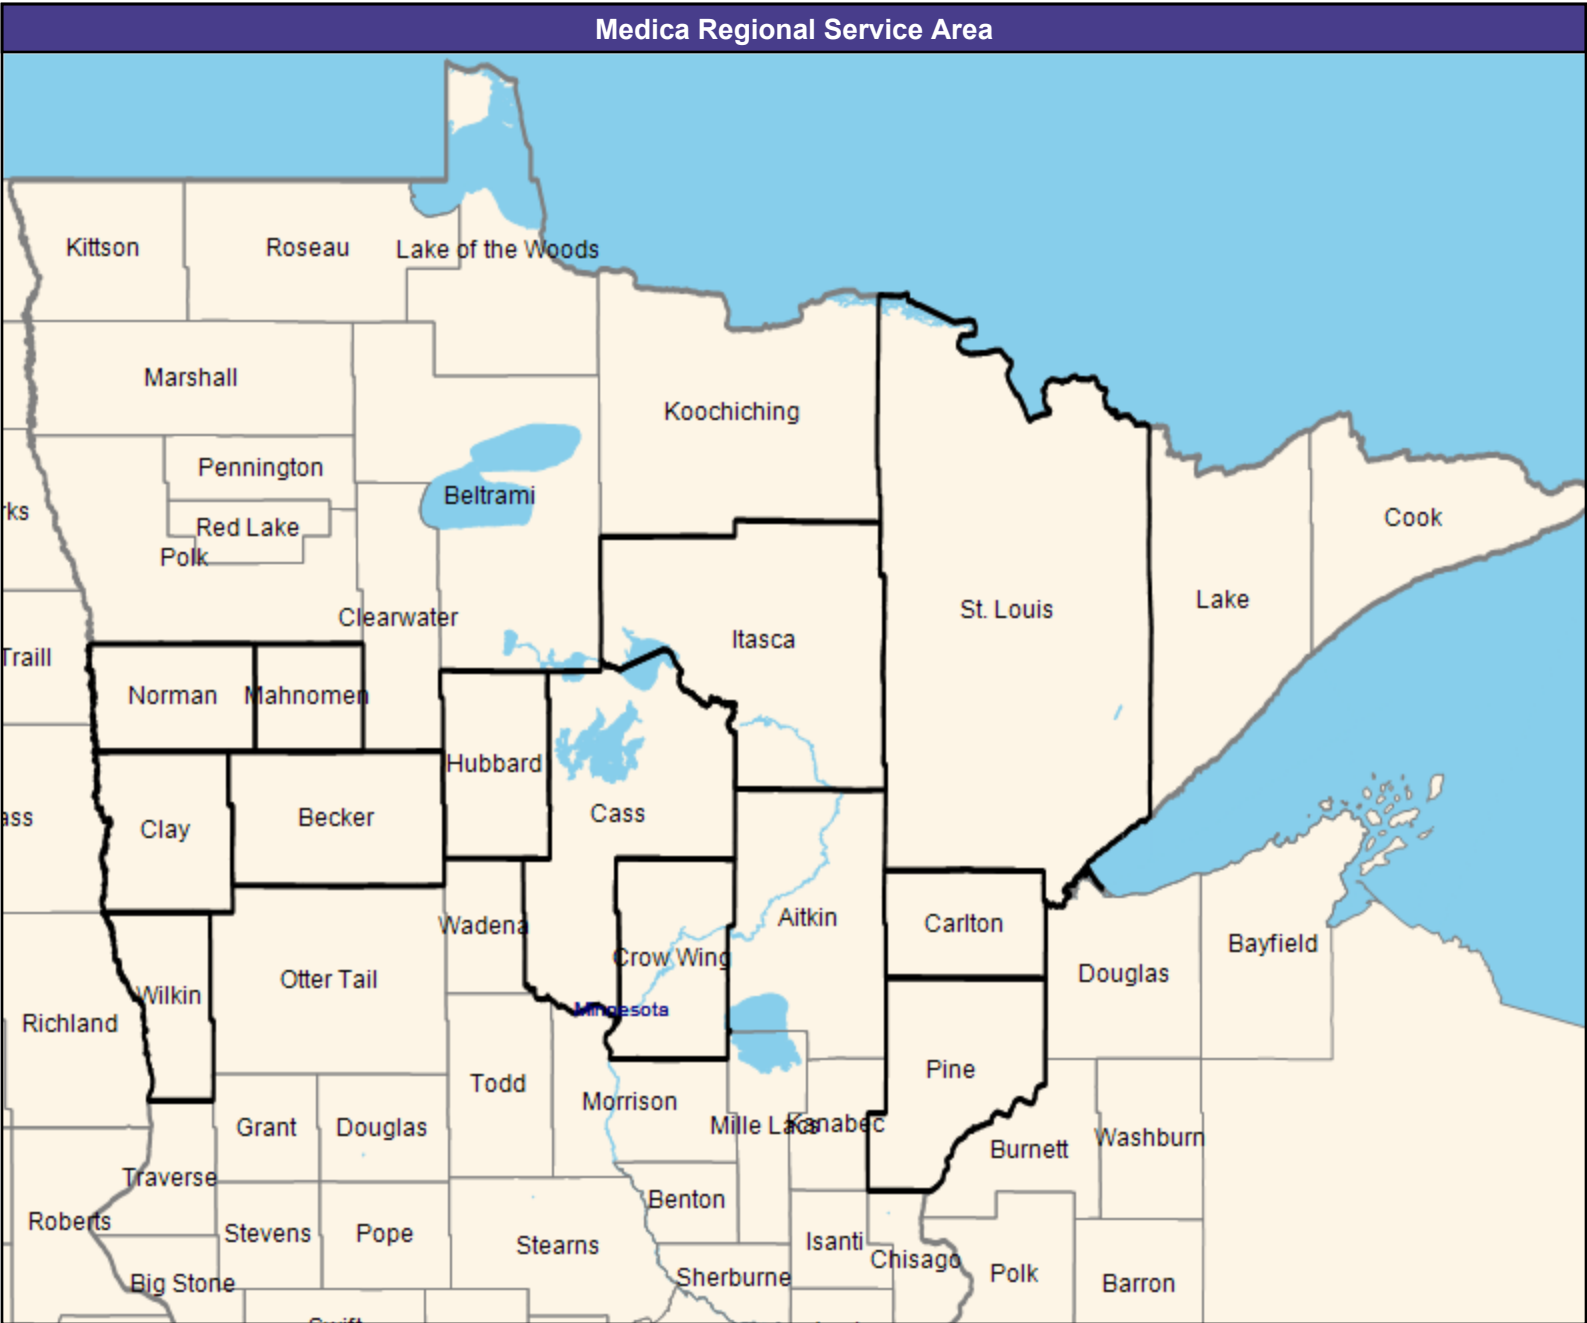 Medica Regional Service Area
Kittson
Roseau
Lake of the Woods
Marshall
Koochiching
Pennington
Beltrami
rks
Red Lake
Cook
Polk
Clearwater
St. Louis
Lake
Itasca
Traill
Norman
Mahnomen
Hubbard
Cass
ass
Clay
Becker
Aitkin
Wadena
Carlton
Crow Wing
Bayfield
Otter Tail
Douglas
Wilkin
Minnesota
Richland
Pine
Todd
Morrison
Grant
Douglas
Mille Lacs
Kanabec
Burnett
Washburn
Traverse
Benton
Roberts
Stevens
Pope
Stearns
Isanti
Chisago
Sherburne
Polk
Big Stone
Barron
Swift